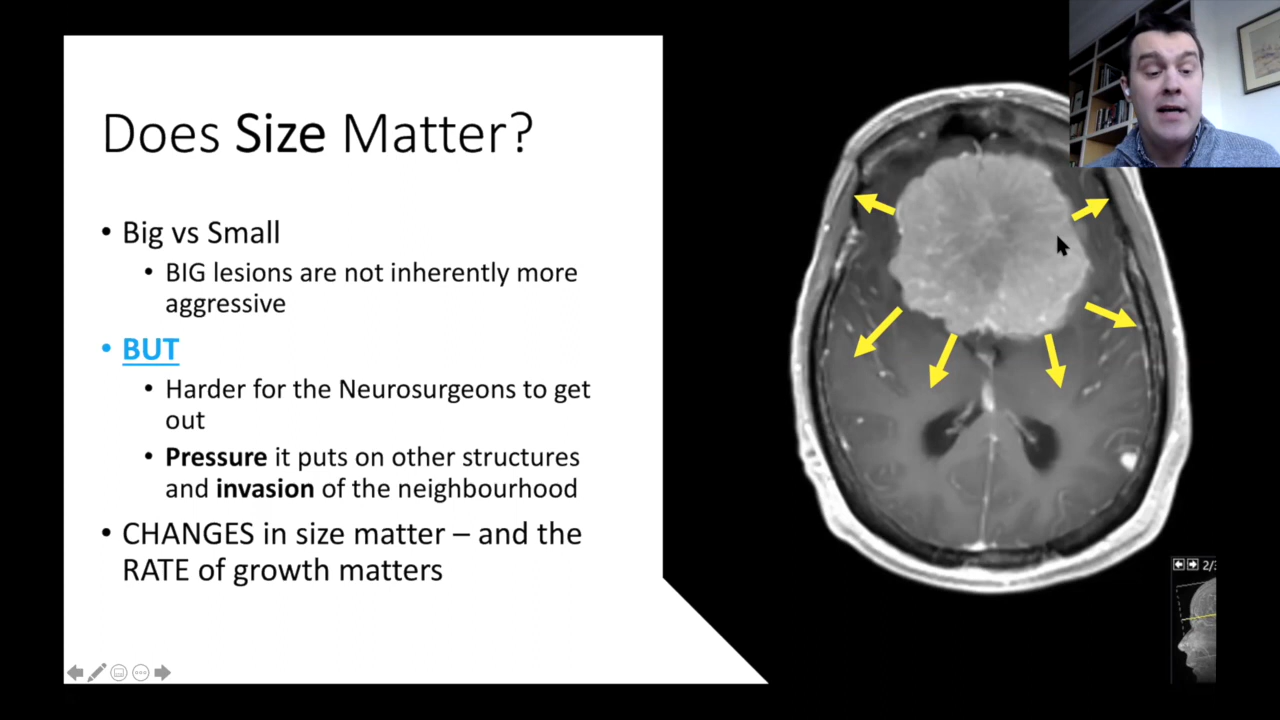 Does Size Matter?
• Big vs Small
• BIG lesions are not inherently more
aggressive
• BUT
• Harder for the Neurosurgeons to get
out
• Pressure it puts on other structures
and invasion of the neighbourhood
• CHANGES in size matter – and the
RATE of growth matters